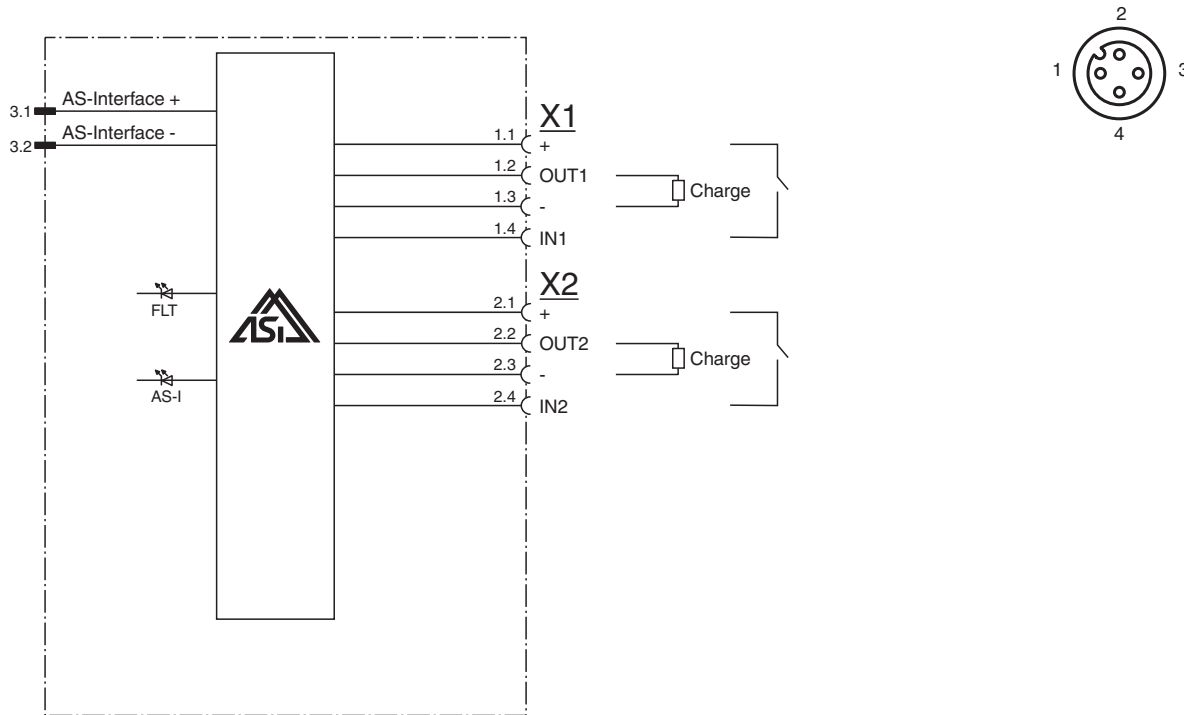 2
1
3
4
3.1
AS-Interface +
3.2
AS-Interface -
X1
1.1
+
1.2
OUT1
1.3
-
1.4
IN1
Charge
FLT
AS-I
ASi
X2
2.1
+
2.2
OUT2
2.3
-
2.4
IN2
Charge